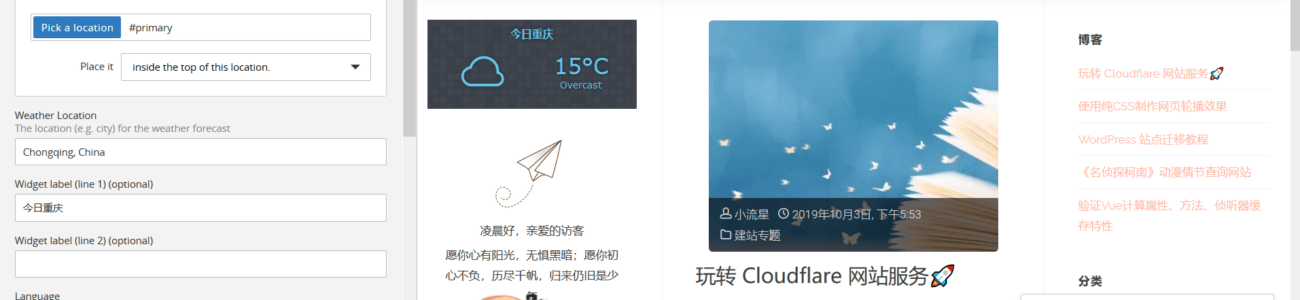 Pick a location #primary
Place it inside the top of this location.
Weather Location
The location (e.g. city) for the weather forecast
Chongqing, China
Widget label (line 1) (optional)
今日重庆
Widget label (line 2) (optional)
Language
今日重庆
15°C
Overcast
凌晨好，亲爱的访客
愿你心有阳光，无惧黑暗；愿你初
心不负，历尽千帆，归来仍旧是少
年
小流星 2019年10月3日, 下午5:53
建站专题
玩转 Cloudflare 网站服务🚀
博客
玩转 Cloudflare 网站服务🚀
使用纯CSS制作网页轮播效果
WordPress 站点迁移教程
《名侦探柯南》动漫情节查询网站
验证Vue计算属性、方法、侦听器缓
存特性
分类